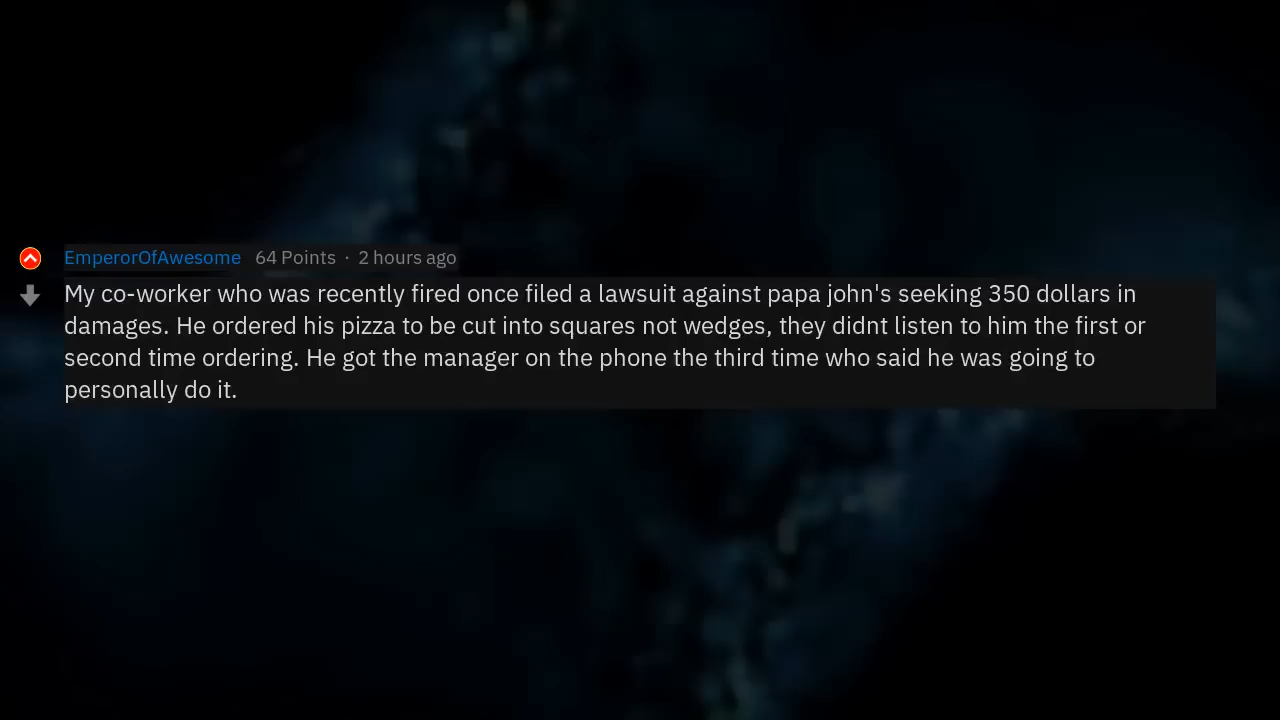 EmperorOfAwesome 64 Points · 2 hours ago
My co-worker who was recently fired once filed a lawsuit against papa john's seeking 350 dollars in
damages. He ordered his pizza to be cut into squares not wedges, they didnt listen to him the first or
second time ordering. He got the manager on the phone the third time who said he was going to
personally do it.